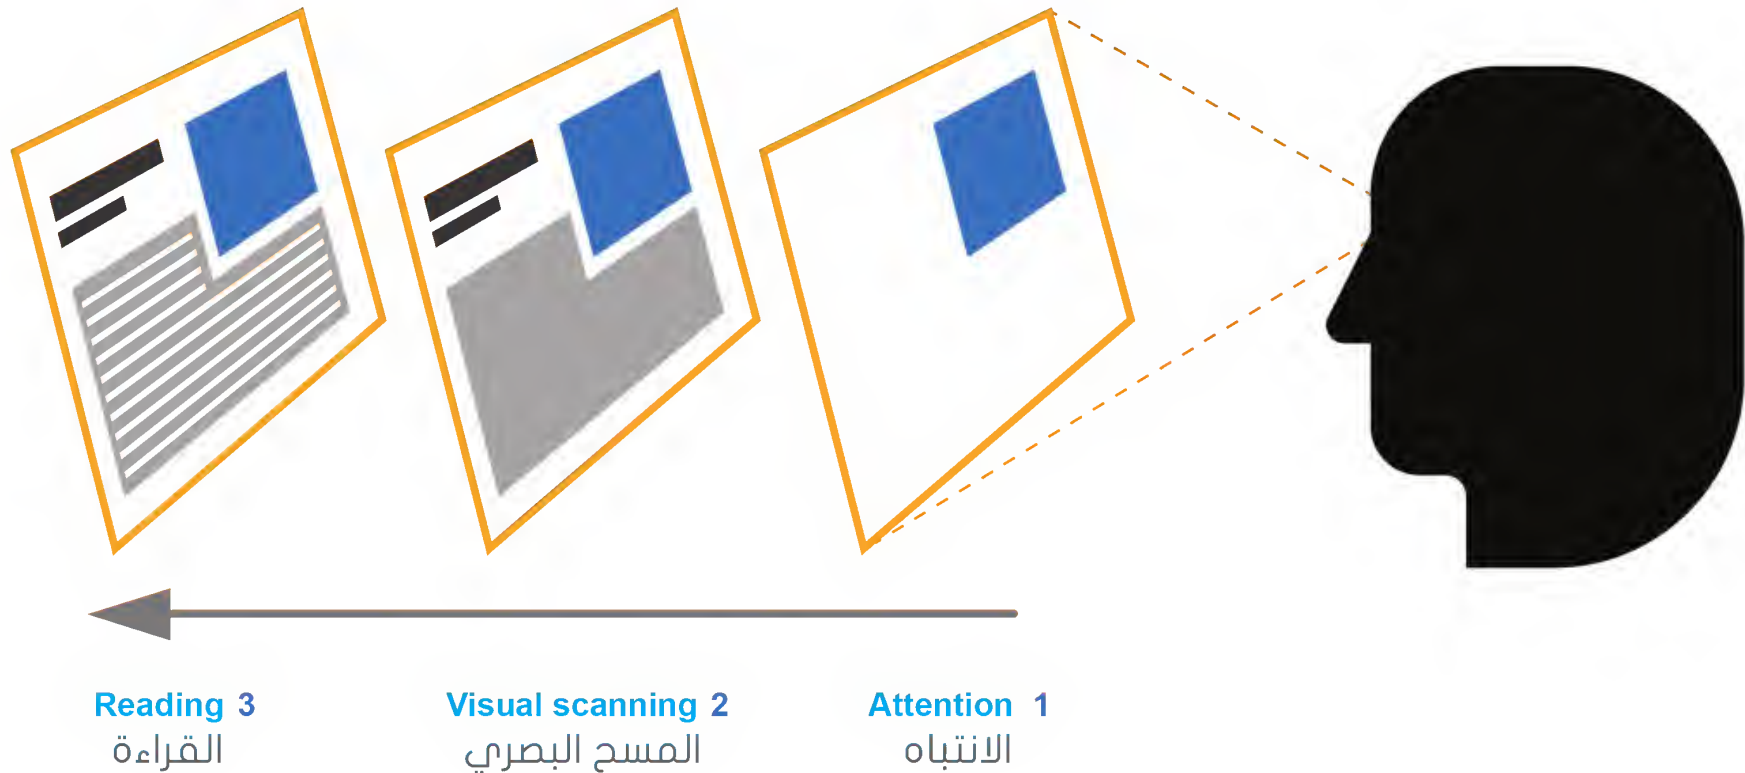 Attention 1
الانتباه
Visual scanning 2
المسح البصري
Reading 3
القراءة